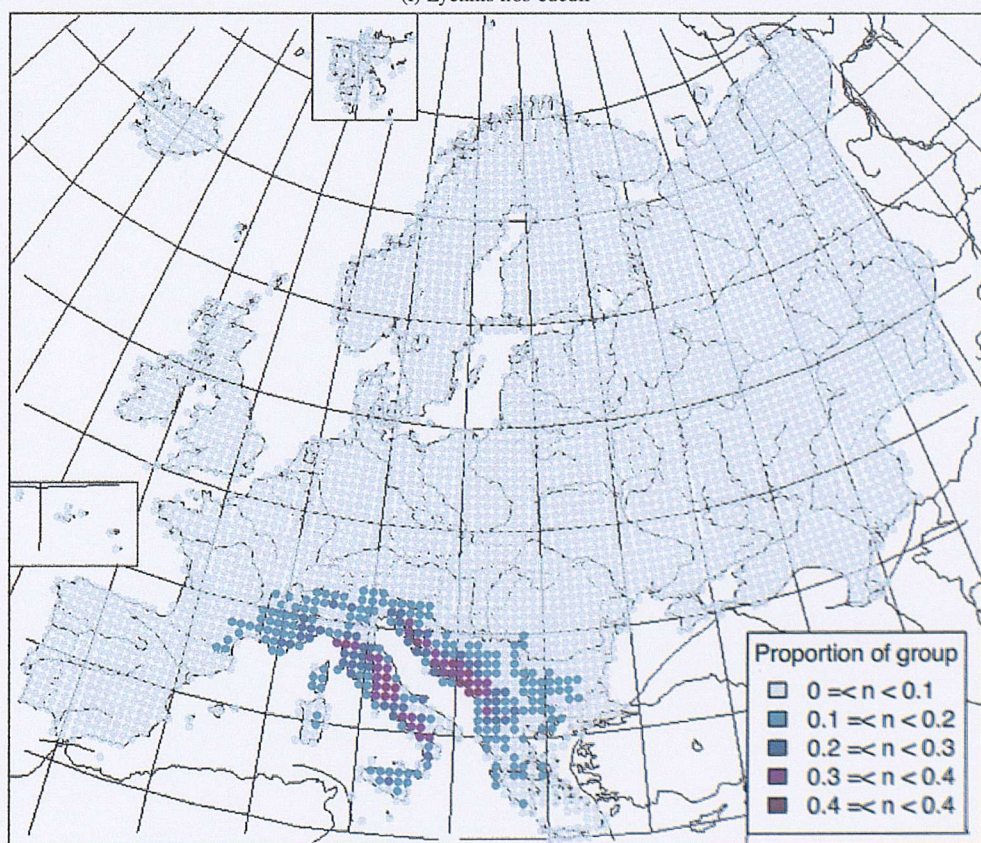 Proportion of group
0 =< n < 0.1
0.1 =< n < 0.2
0.2 =< n < 0.3
0.3 =< n < 0.4
0.4 =< n < 0.4